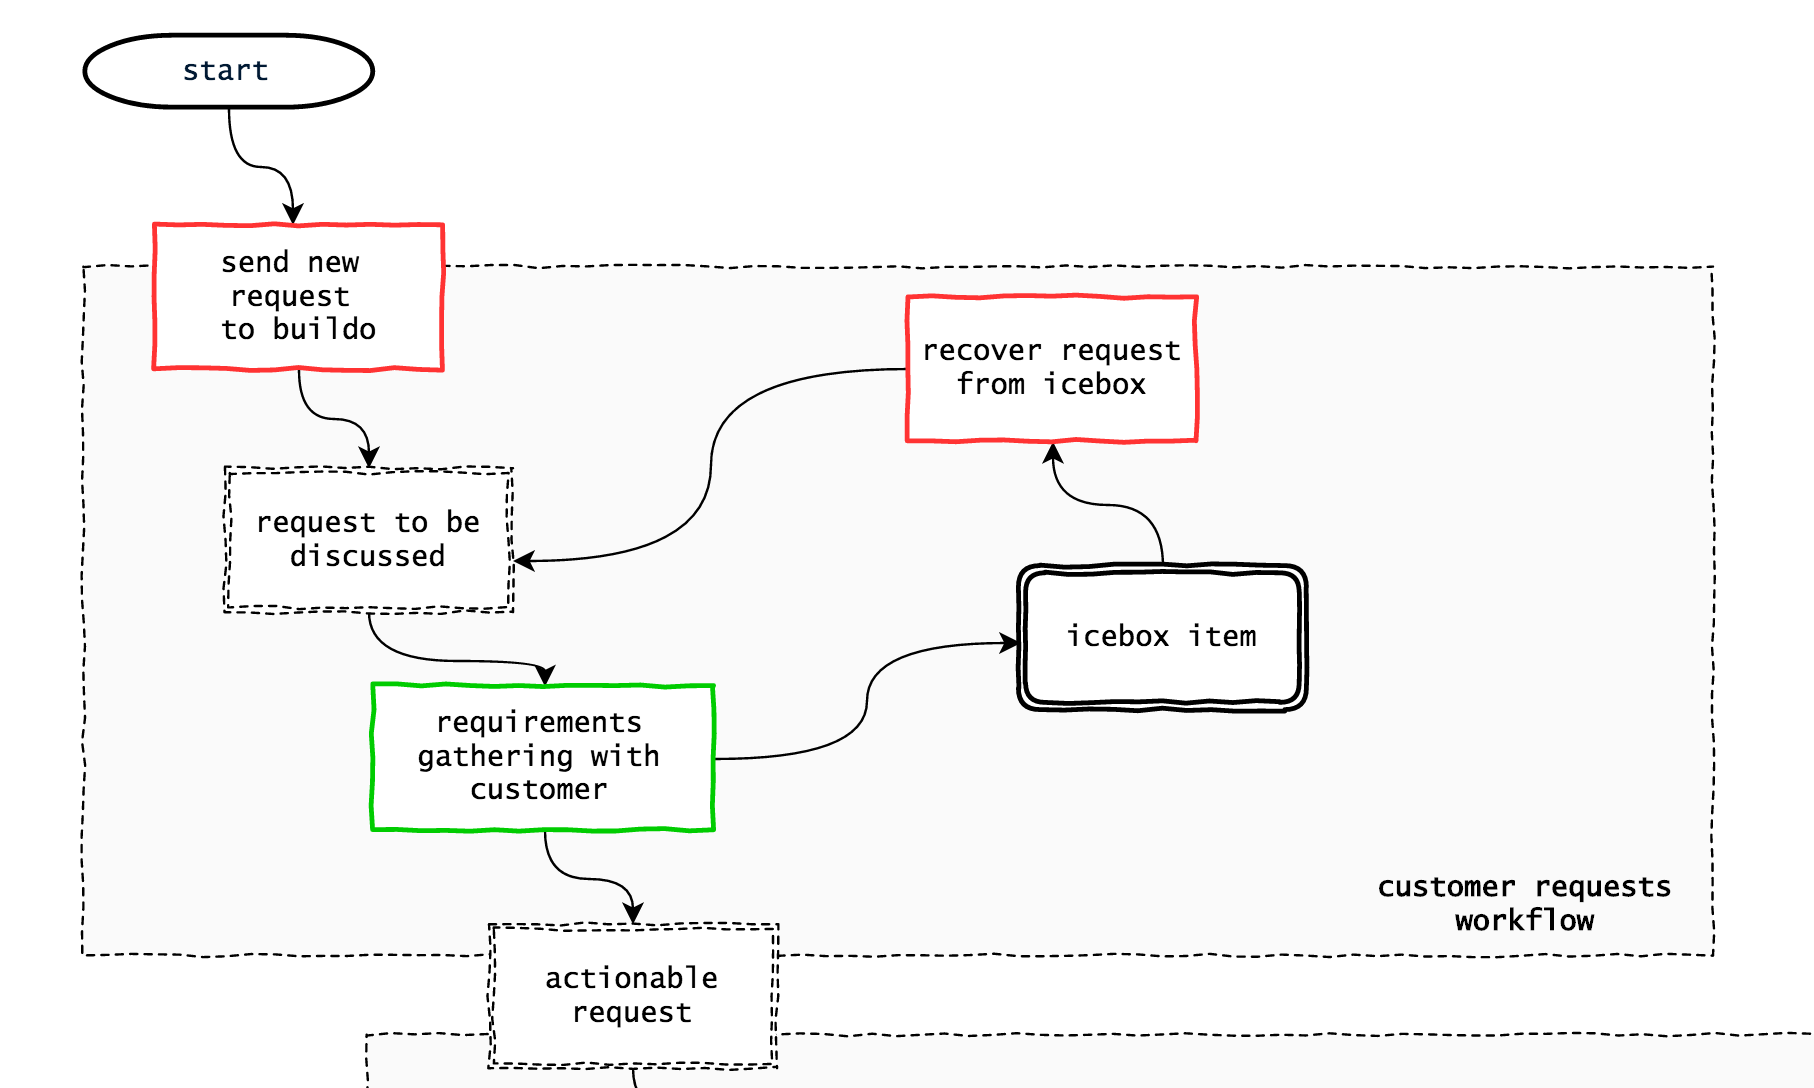 start
send new
request
to buildo
recover request
from icebox
request to be
discussed
icebox item
requirements
gathering with
customer
customer requests
workflow
actionable
request